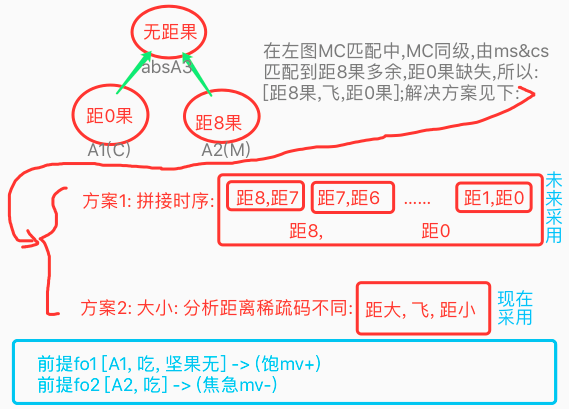 无距果
absA3
距0果
距8果
A1(C)
A2(M)
在左图MC匹配中,MC同级,由ms&cs
匹配到距8果多余,距0果缺失,所以:
[距8果,飞,距0果];解决方案见下:
方案1: 拼接时序:
距8,距7
距7,距6
……
距1,距0
距8,
距0
未来采用
方案2: 大小: 分析距离稀疏码不同:
距大, 飞, 距小
现在
采用
前提fo1[A1, 吃, 坚果无] -> (饱mv+)
前提fo2[A2, 吃] -> (焦急mv-)